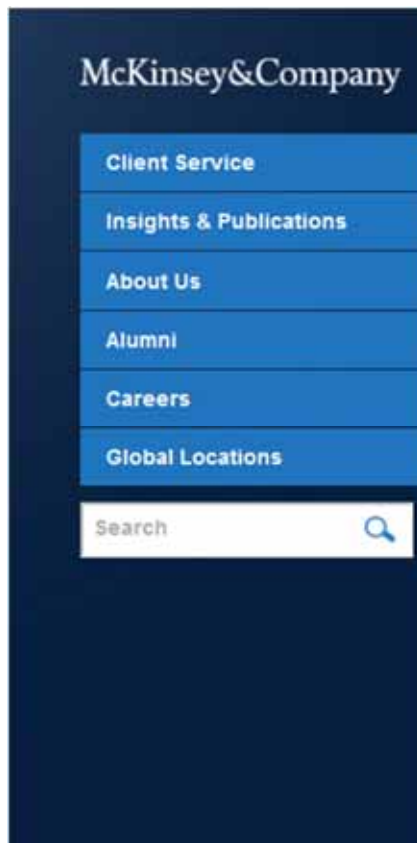 McKinsey&Company
Client Service
Insights & Publications
About Us
Alumni
Careers
Global Locations
Search